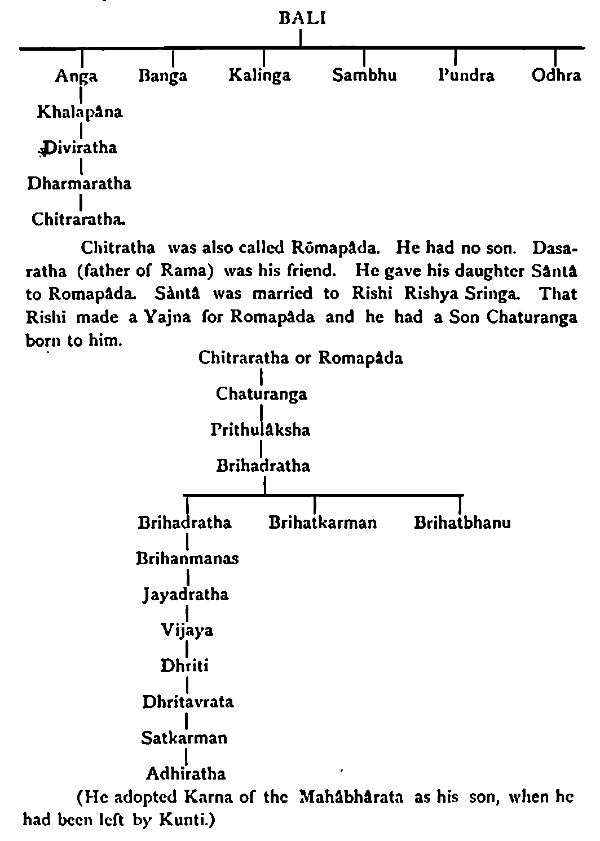 BALI
Anga Banga Kalinga Sambhu Pundra Odhra
Khalapâna
Diviratha
Dharmaratha
Chitraratha.
Chitratha was also called Rômapâda. He had no son. Dasa-
ratha (father of Rama) was his friend. He gave his daughter Sântâ
to Romapâda. Sàntâ was married to Rishi Rishya Sringa. That
Rishi made a Yajna for Romapâda and he had a Son Chaturanga
born to him.
Chitraratha or Romapâda
Chaturanga
Prithulâksha
Brihadratha
Brihadratha Brihatkarman Brihatbhanu
Brihanmanas
Jayadratha
Vijaya
Dhriti
Dhritavrata
Satkarman
Adhiratha
(He adopted Karna of the Mahâbhârata as his son, when he
had been left by Kunti.)